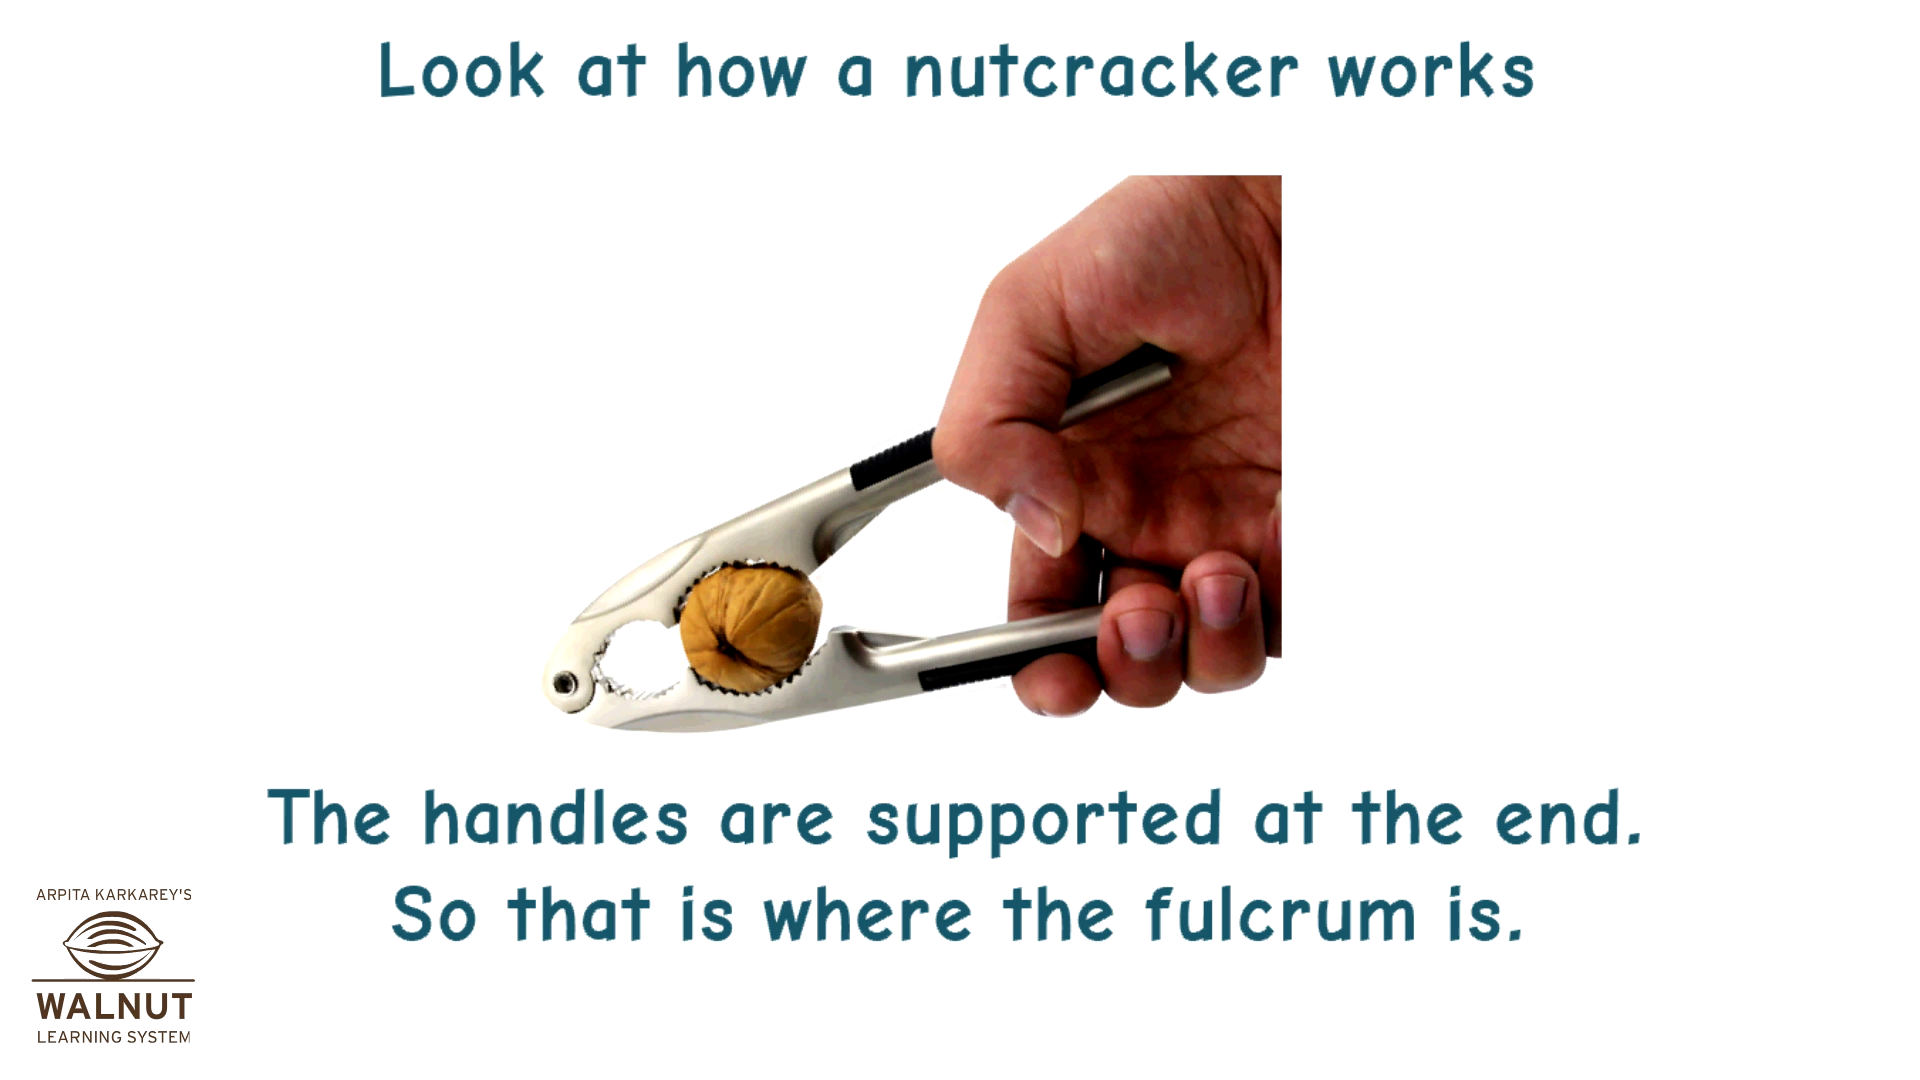 Look at how a nutcracker works
The handles are supported at the end.
So that is where the fulcrum is.
ARPITA KARKAREY'S
WALNUT
LEARNING SYSTEM